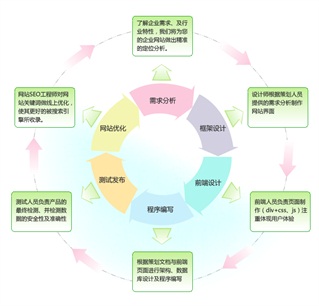 了解企业需求、及行
业特性，我们将为您
的企业网站做出精准
的定位分析。
网站SEO工程师对网
站关键词做线上优化，
使其更好的被搜索引
擎所收录。
设计师根据策划人员
提供的需求分析制作
网站界面
需求分析
网站优化
框架设计
测试发布
前端设计
程序编写
测试人员负责产品的
最终检测、并检测数
据的安全性及准确性
前端人员负责页面制
作（div+css、js）注
重体现用户体验
根据策划文档与前端
页面进行架构、数据
库设计及程序编写